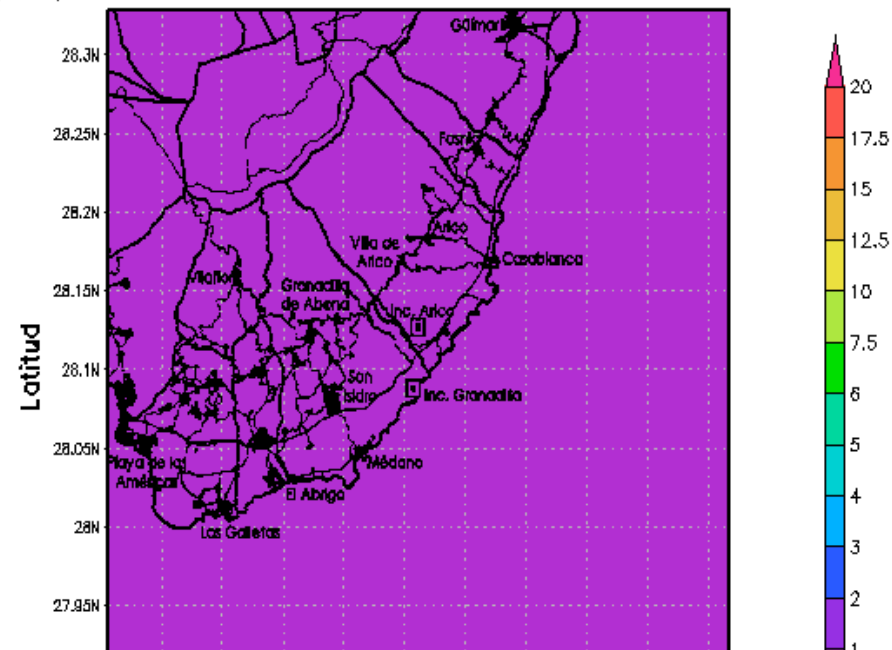 Güimar
28.3N
20
17.5
28.25N
Fasnia
15
28.2N
Arico
12.5
Villa de
Arico
Casablanca
28.15N
Vilaflor
Granadilla
de Abona
10
Inc. Arico
7.5
Latitud
28.1N
San
Isidro
Inc. Granadilla
6
28.05N
5
Playa de las
Américas
Médano
El Abrigo
4
28N
Las Galletas
3
27.95N
2
1